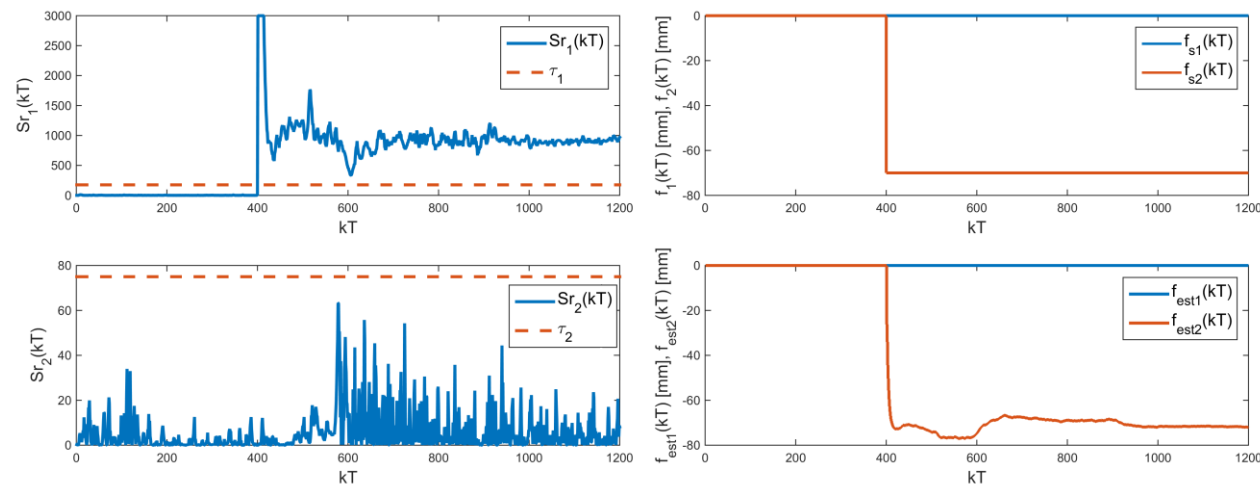 3000
2500
2000
1500
1000
500
0
Sr₁(kT)
Sr₁(kT)
τ₁
0 200 400 600 800 1000 1200
kT
0
-20
-40
-60
-80
f₁(kT) [mm], f₂(kT) [mm]
fₛ₁(kT)
fₛ₂(kT)
0 200 400 600 800 1000 1200
kT
80
60
40
20
0
Sr₂(kT)
Sr₂(kT)
τ₂
0 200 400 600 800 1000 1200
kT
0
-20
-40
-60
-80
f_est1(kT) [mm], f_est2(kT) [mm]
f_est1(kT)
f_est2(kT)
0 200 400 600 800 1000 1200
kT